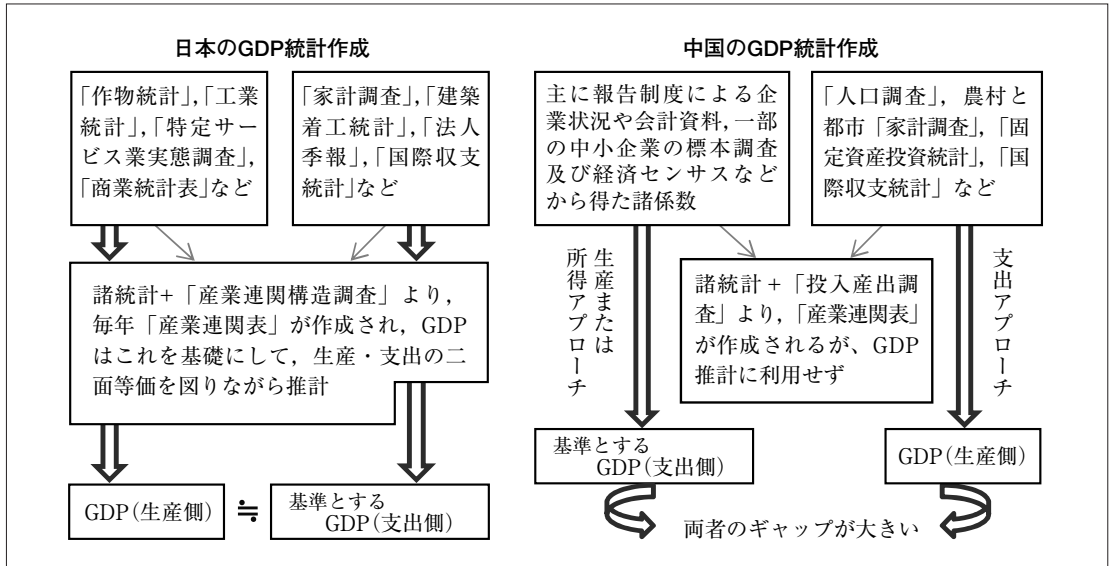 日本のGDP統計作成
「作物統計」,「工業
統計」,「特定サー
ビス業実態調査」,
「商業統計表」など
「家計調査」,「建築
着工統計」,「法人
季報」,「国際収支
統計」など
諸統計+「産業連関構造調査」より,
毎年「産業連関表」が作成され, GDP
はこれを基礎にして, 生産・支出の二
面等価を図りながら推計
GDP(生産側)
≒
基準とする
GDP(支出側)
中国のGDP統計作成
主に報告制度による企
業状況や会計資料, 一部
の中小企業の標本調査
及び経済センサスなど
から得た諸係数
「人口調査」, 農村と
都市「家計調査」,「固
定資産投資統計」,「国
際収支統計」など
生産または
所得アプローチ
諸統計+「投入産出調
査」より,「産業連関表」
が作成されるが、GDP
推計に利用せず
支出アプローチ
基準とする
GDP(支出側)
GDP(生産側)
両者のギャップが大きい